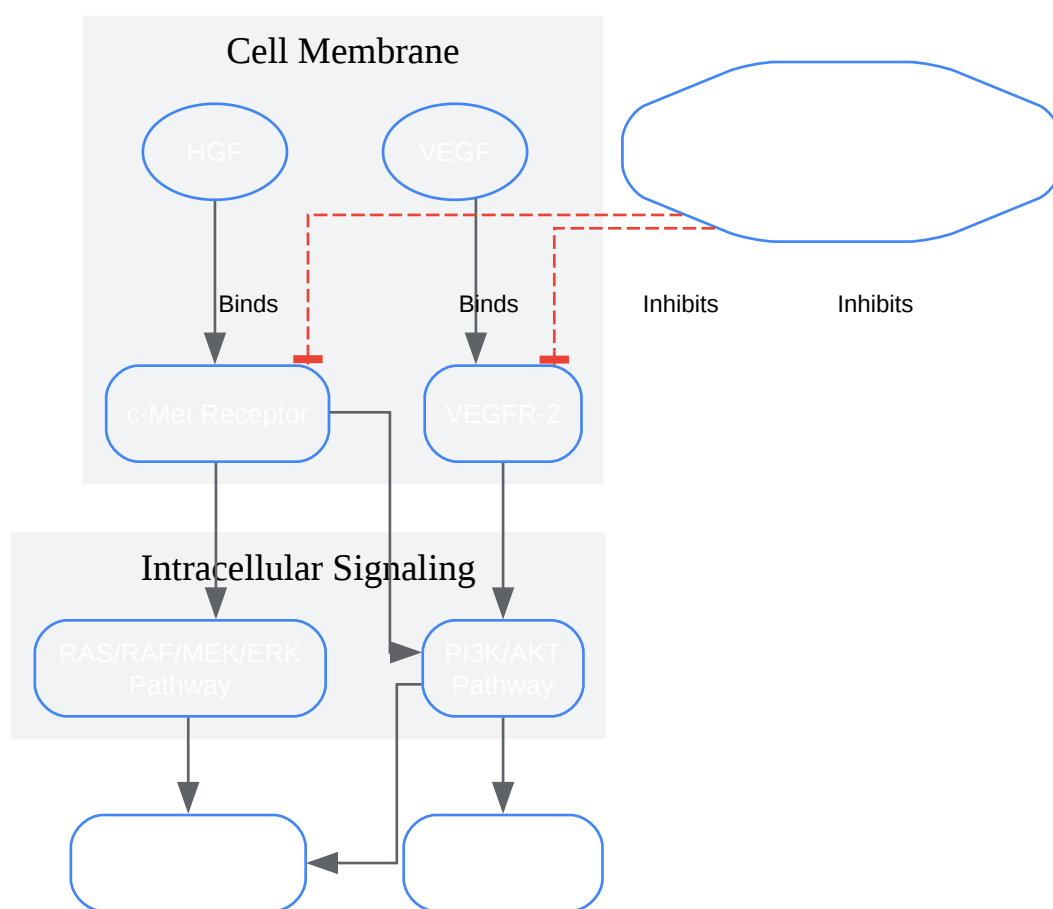 Cell Membrane
HGF
VEGF
Binds
Binds
Inhibits
Inhibits
c-Met Receptor
VEGFR-2
Intracellular Signaling
RAS/RAF/MEK/ERK
Pathway
PI3K/AKT
Pathway